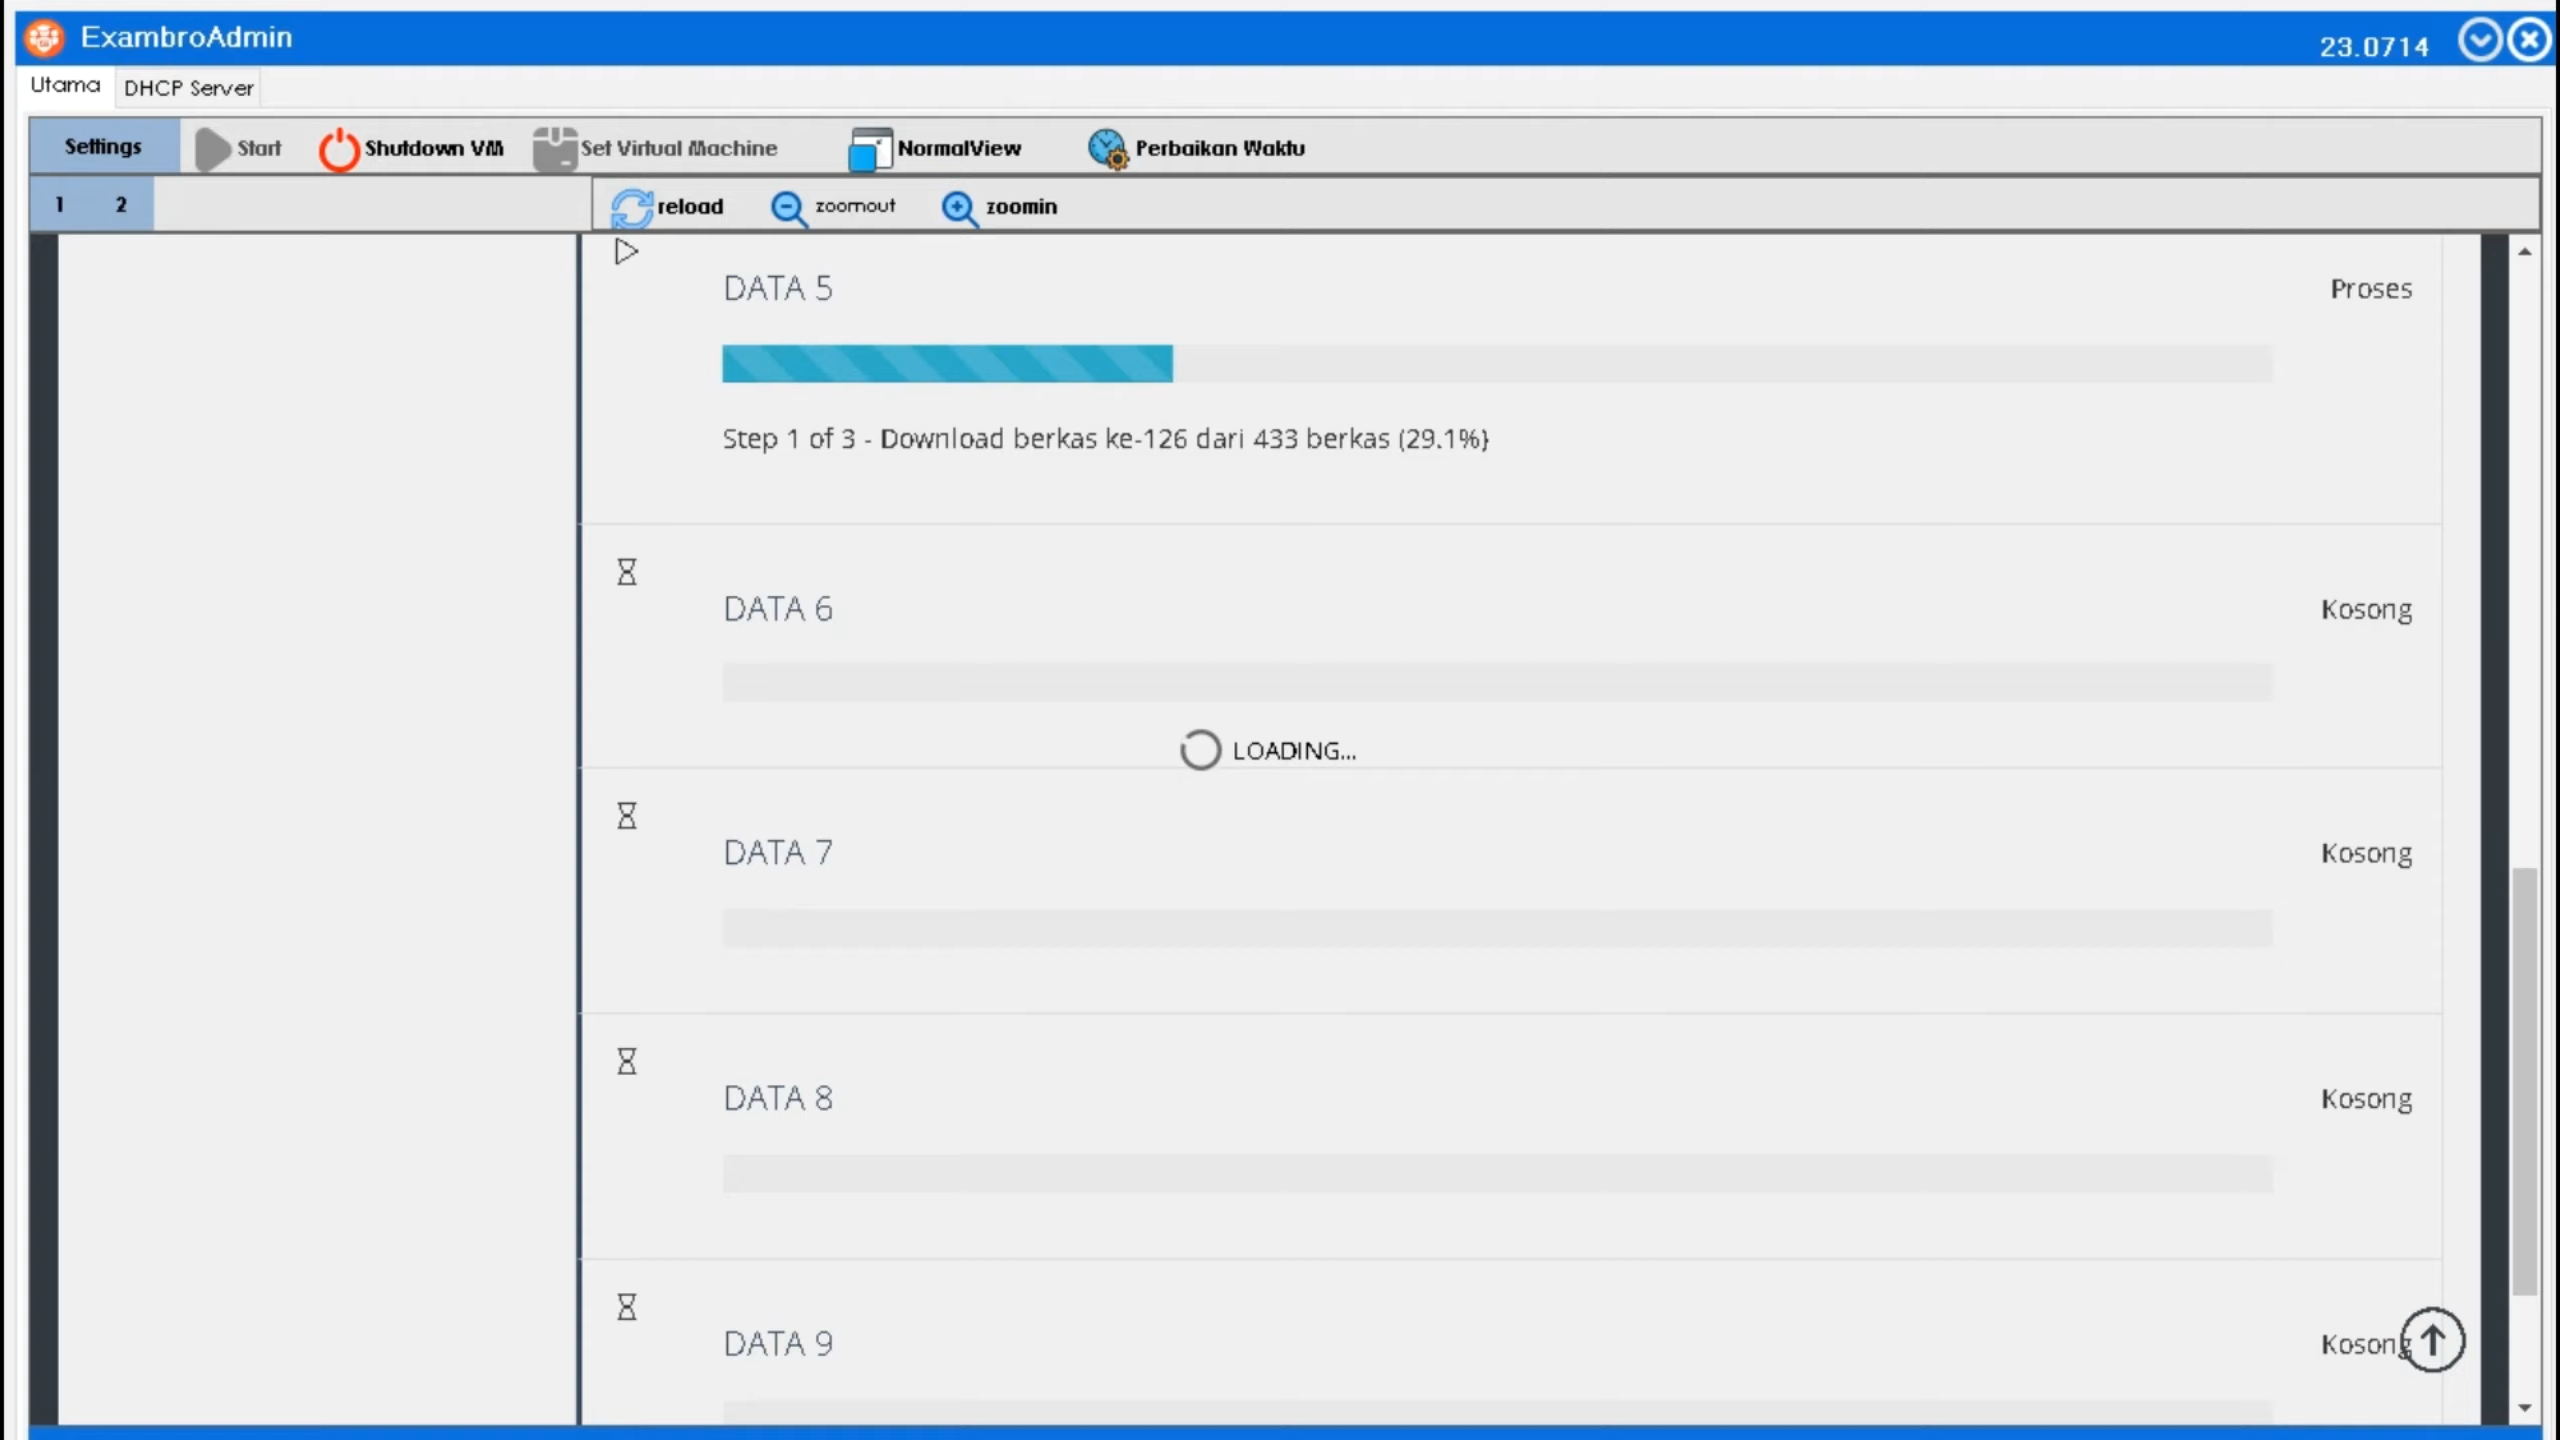 ExambroAdmin
23.0714
Utama
DHCP Server
Settings
Start
Shutdown VM
Set Virtual Machine
NormalView
Perbaikan Waktu
1
2
reload
zoomout
zoomin
DATA 5
Proses
Step 1 of 3 - Download berkas ke-126 dari 433 berkas (29.1%}
DATA 6
Kosong
LOADING...
DATA 7
Kosong
DATA 8
Kosong
DATA 9
Kosong